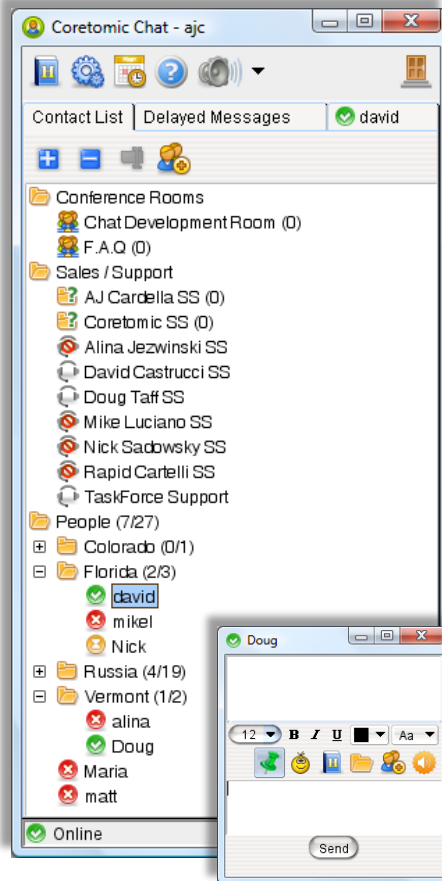 Coretomic Chat - ajc
Contact List
Delayed Messages
david
Conference Rooms
Chat Development Room (0)
F.A.Q (0)
Sales / Support
AJ Cardella SS (0)
Coretomic SS (0)
Alina Jezwinski SS
David Castrucci SS
Doug Taff SS
Mike Luciano SS
Nick Sadowsky SS
Rapid Cartelli SS
TaskForce Support
People (7/27)
Colorado (0/1)
Florida (2/3)
david
mikel
Nick
Russia (4/19)
Vermont (1/2)
alina
Doug
Maria
matt
Online
Doug
12 B I U Aa
Send